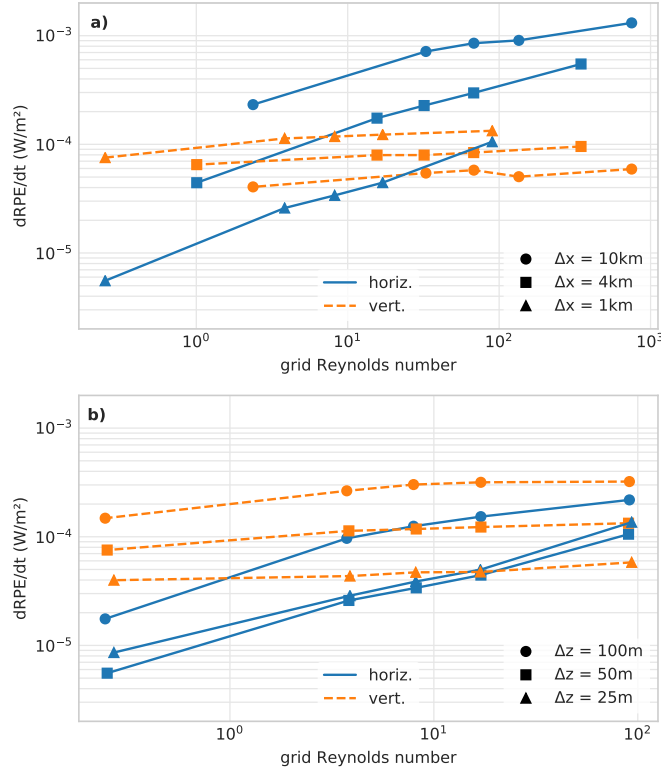 a)
10⁻³
10⁻⁴
10⁻⁵
dRPE/dt (W/m²)
horiz.
vert.
Δx = 10km
Δx = 4km
Δx = 1km
10⁰ 10¹ 10² 10³
grid Reynolds number
b)
10⁻³
10⁻⁴
10⁻⁵
dRPE/dt (W/m²)
horiz.
vert.
Δz = 100m
Δz = 50m
Δz = 25m
10⁰ 10¹ 10²
grid Reynolds number